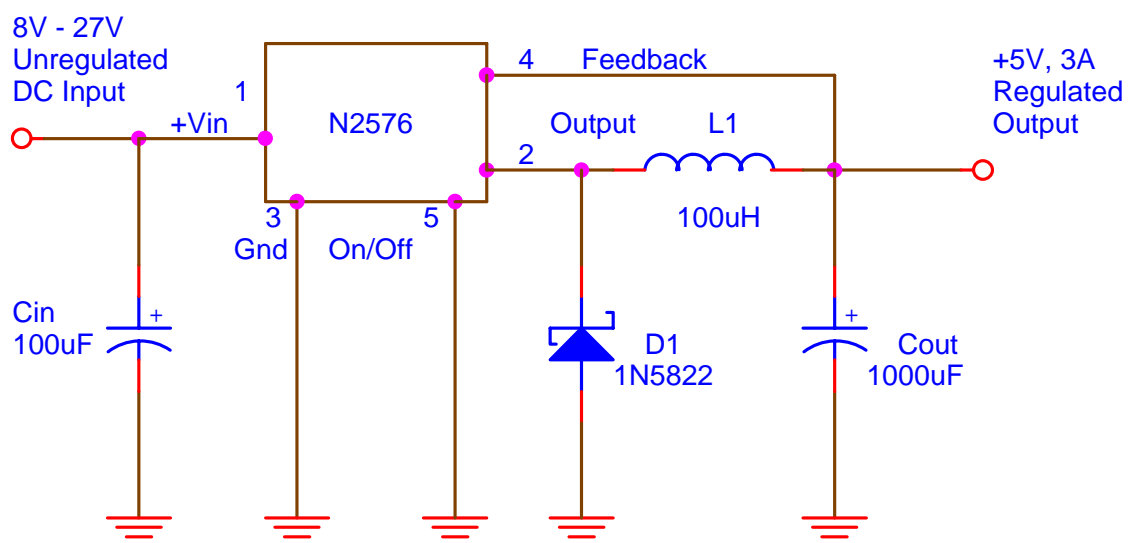 8V - 27V
Unregulated
DC Input
1
+Vin
N2576
4
Feedback
+5V, 3A
Regulated
Output
Output
L1
2
100uH
3
5
Gnd
On/Off
Cin
100uF
+
D1
1N5822
+
Cout
1000uF